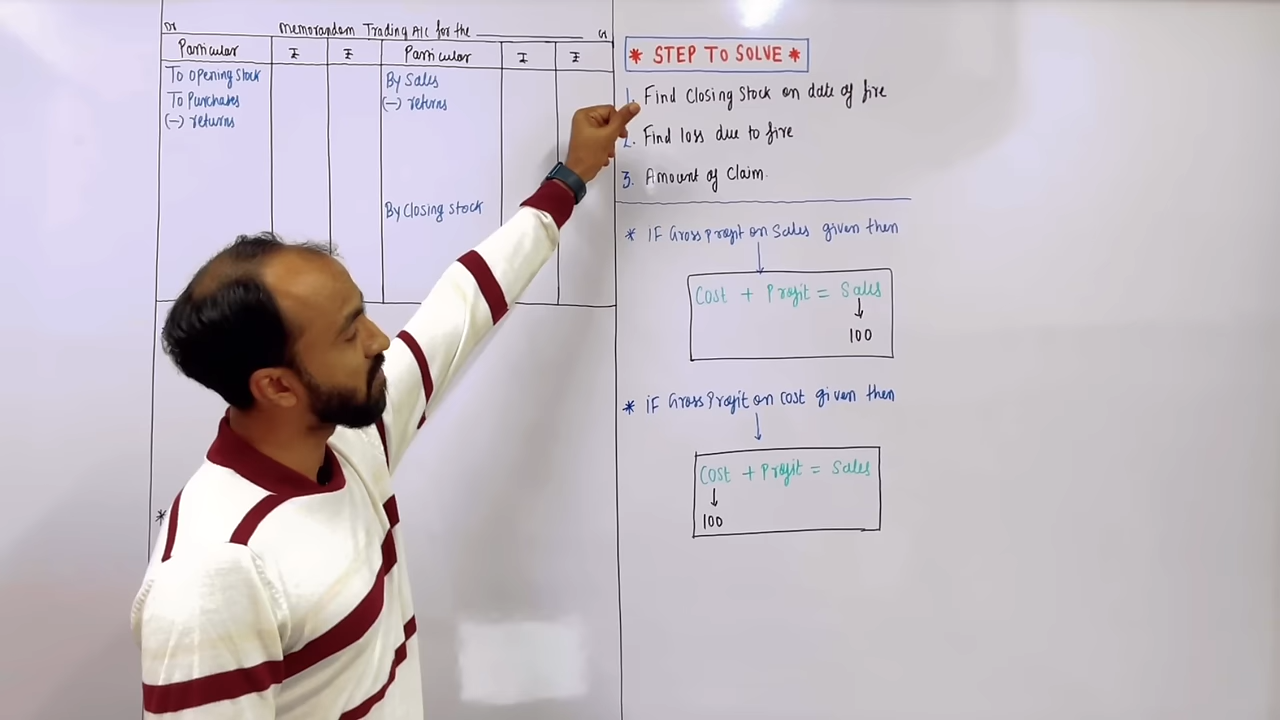 Dr Memorandam Trading A/C for the ____________ Cr
Particular ₹ ₹ Particular ₹ ₹
To opening stock
To Purchases
(-) returns
By Sales
(-) returns
By Closing stock
*
* STEP TO SOLVE *
1. Find Closing Stock on date of fire
2. Find loss due to fire
3. Amount of Claim.
* IF Gross profit on Sales given then
Cost + Profit = Sales
100
* IF Gross Profit on Cost given then
Cost + Profit = Sales
100